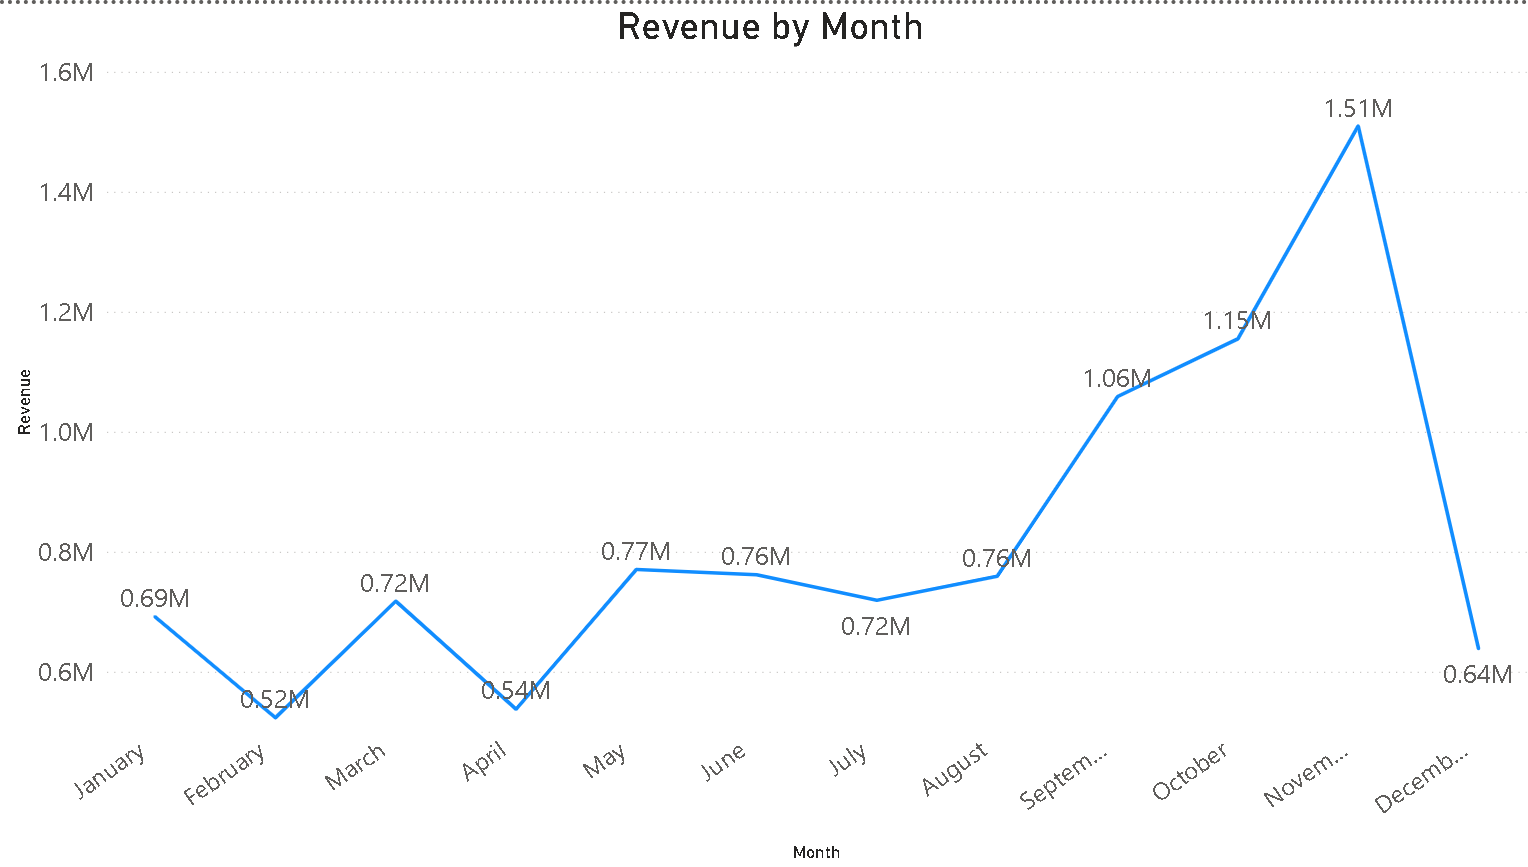 Revenue by Month
1.6M
1.4M
1.2M
1.0M
0.8M
0.6M
Revenue
0.69M
0.52M
0.72M
0.54M
0.77M
0.76M
0.72M
0.76M
1.06M
1.15M
1.51M
0.64M
January
February
March
April
May
June
July
August
Septem...
October
Novem...
Decemb...
Month